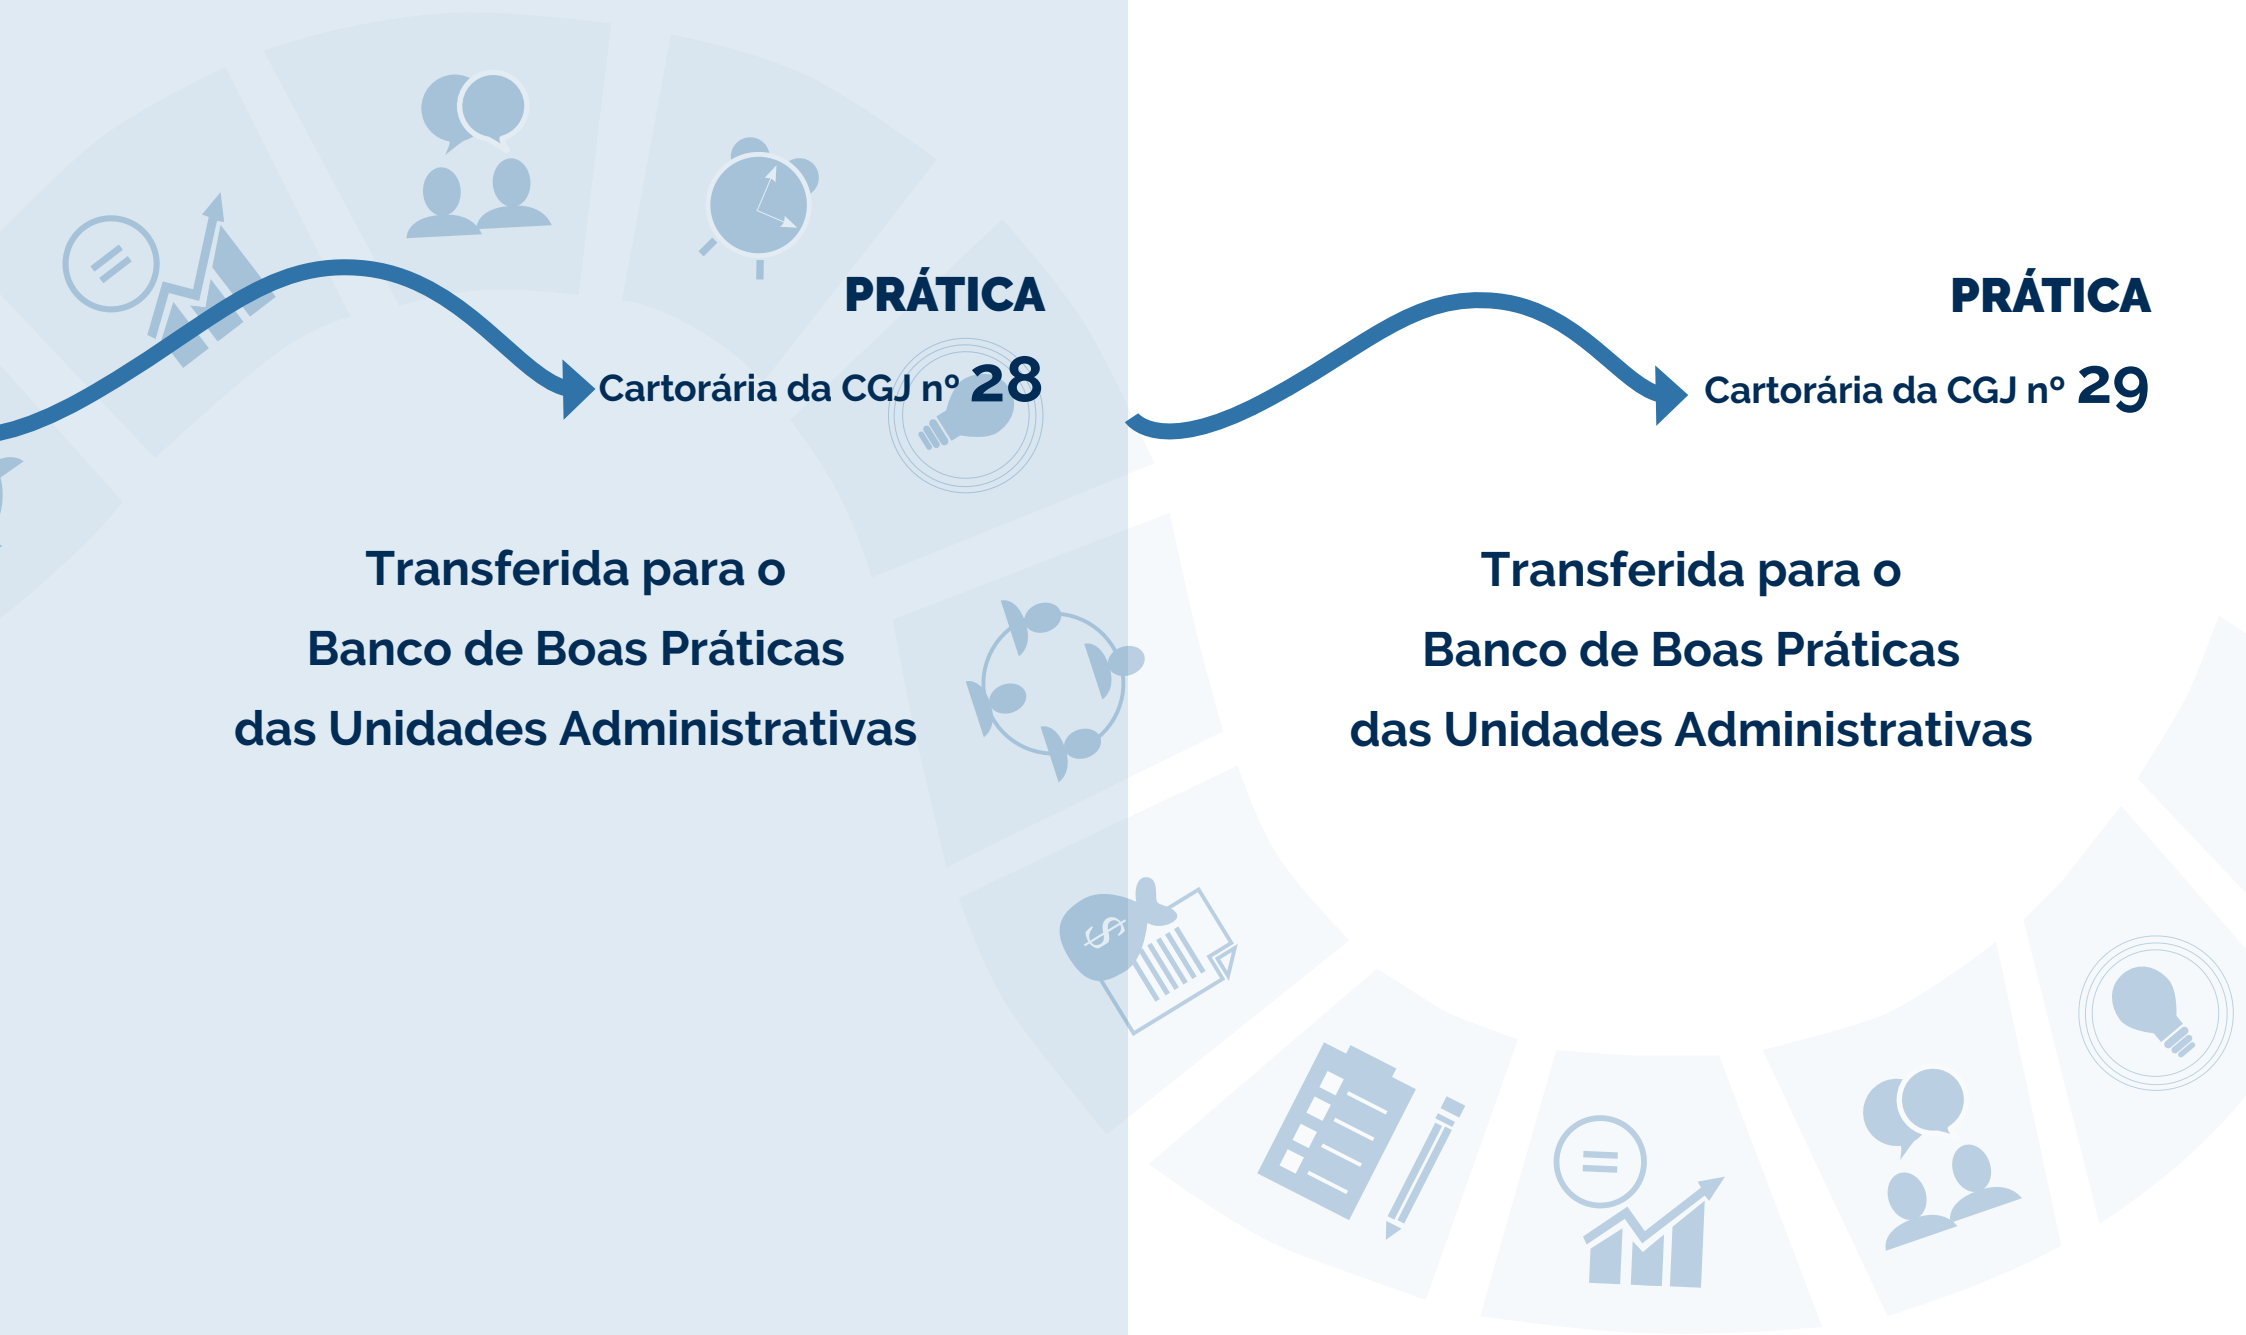 PRÁTICA
Cartorária da CGJ nº 28
Transferida para o
Banco de Boas Práticas
das Unidades Administrativas
PRÁTICA
Cartorária da CGJ nº 29
Transferida para o
Banco de Boas Práticas
das Unidades Administrativas
$